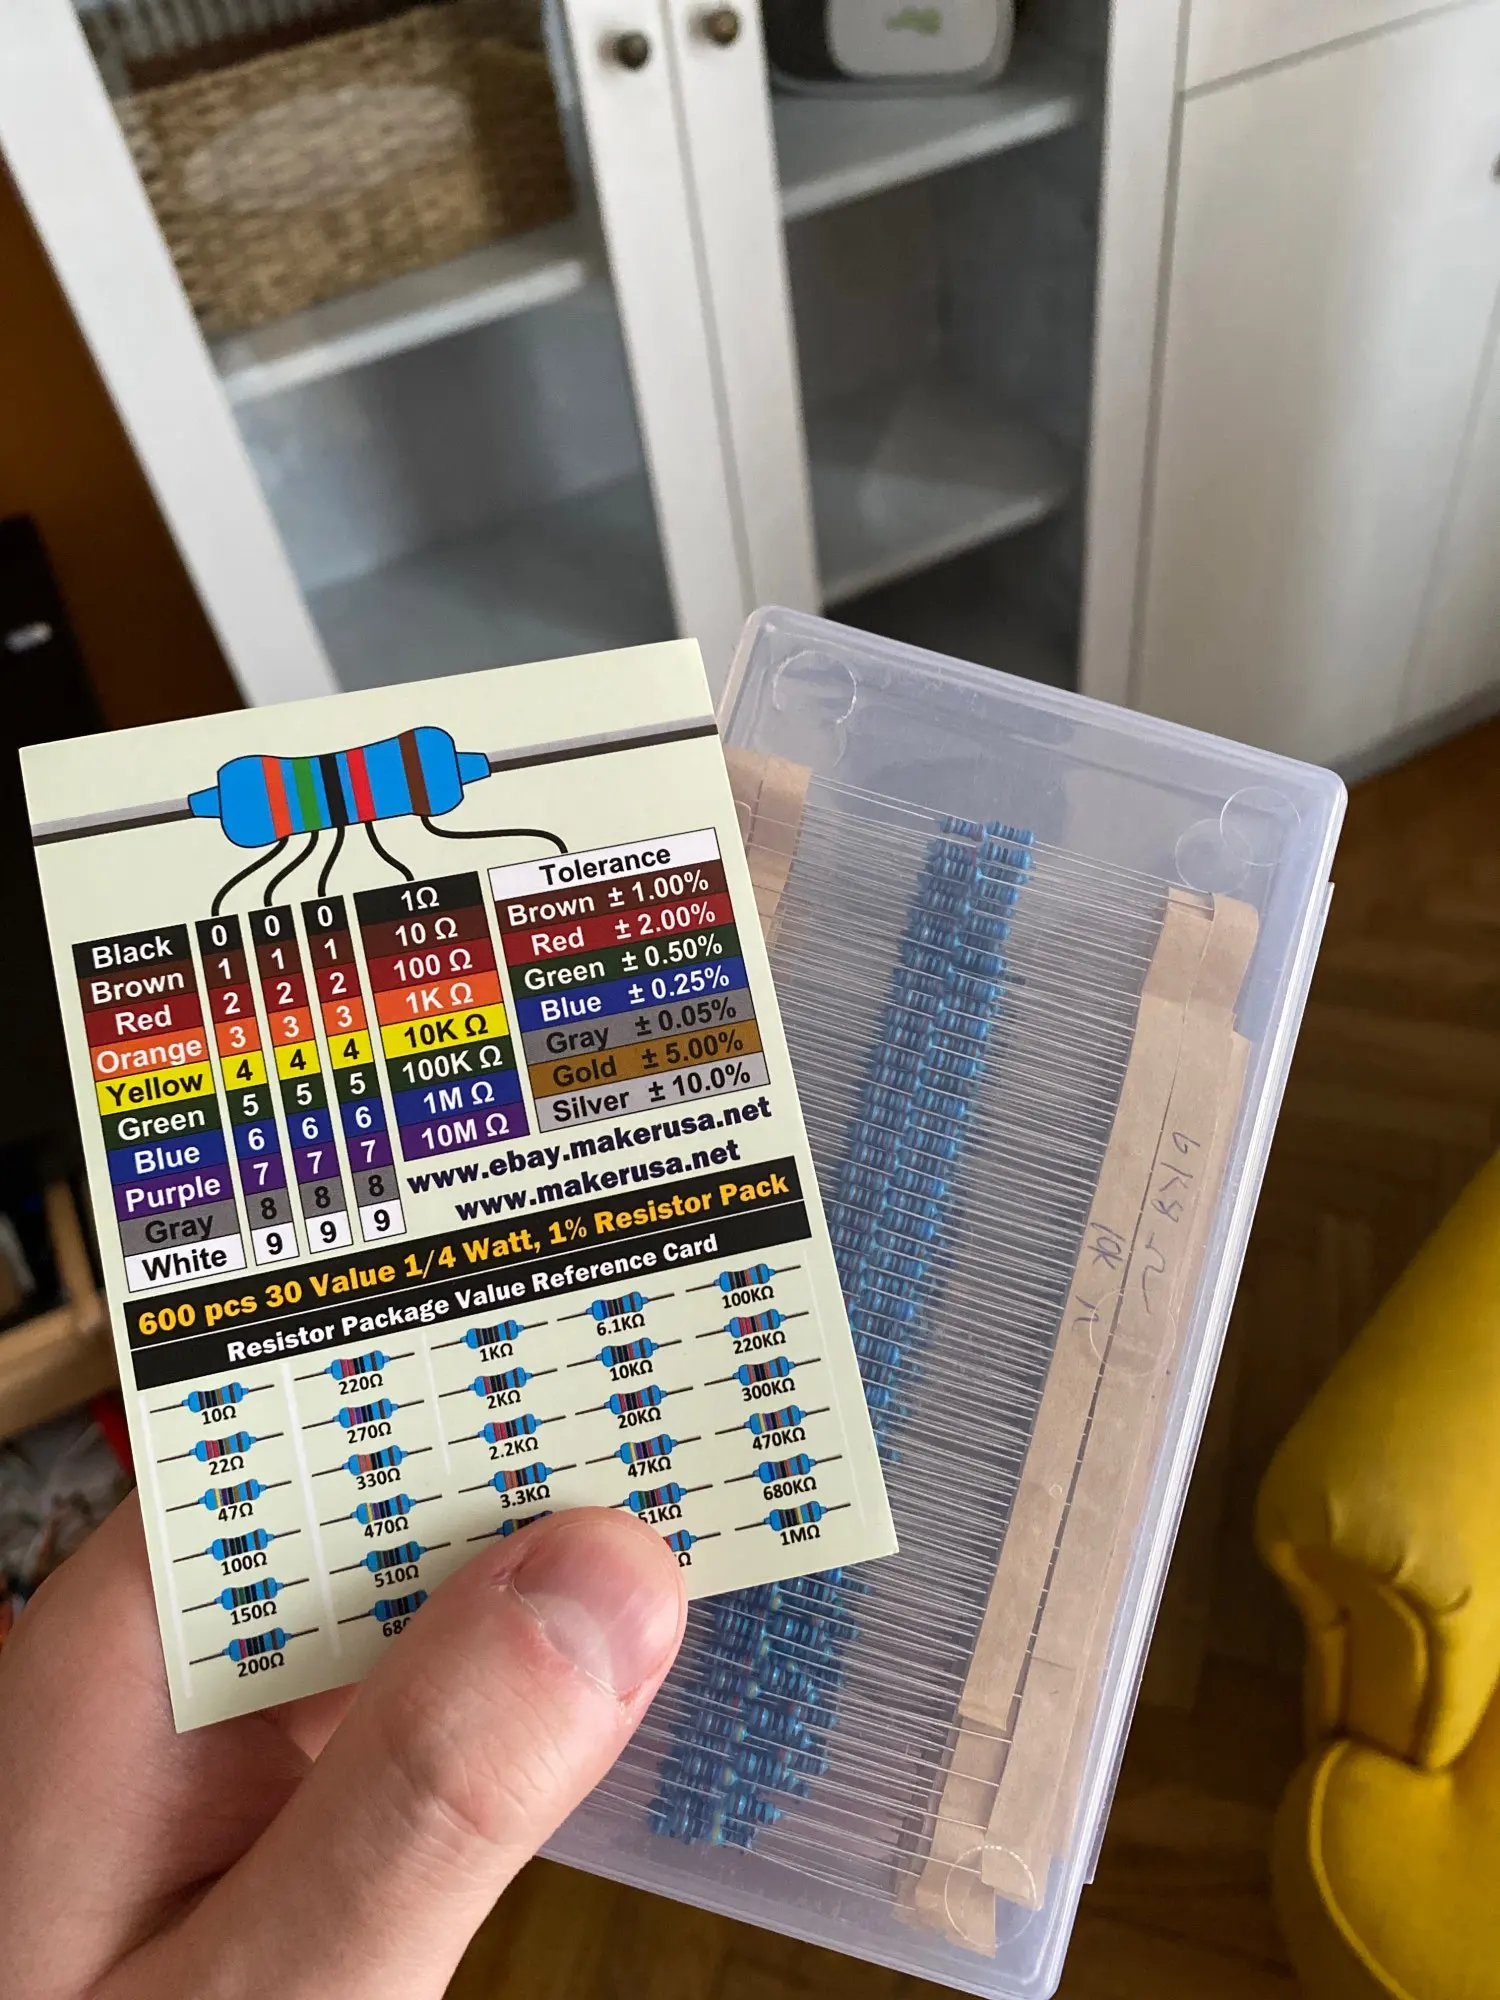 Tolerance
Brown ± 1.00%
Red ± 2.00%
Green ± 0.50%
Blue ± 0.25%
Gray ± 0.05%
Gold ± 5.00%
Silver ± 10.0%
Black 0 0 0 1Ω
Brown 1 1 1 10 Ω
Red 2 2 2 100 Ω
Orange 3 3 3 1K Ω
Yellow 4 4 4 10K Ω
Green 5 5 5 100K Ω
Blue 6 6 6 1M Ω
Purple 7 7 7 10M Ω
Gray 8 8 8
White 9 9 9
www.ebay.makerusa.net
www.makerusa.net
600 pcs 30 Value 1/4 Watt, 1% Resistor Pack
Resistor Package Value Reference Card
10Ω
22Ω
47Ω
100Ω
150Ω
200Ω
220Ω
270Ω
330Ω
470Ω
510Ω
68
1KΩ
2KΩ
2.2KΩ
3.3KΩ
6.1KΩ
10KΩ
20KΩ
47KΩ
51KΩ
Ω
100KΩ
220KΩ
300KΩ
470KΩ
680KΩ
1MΩ
10K